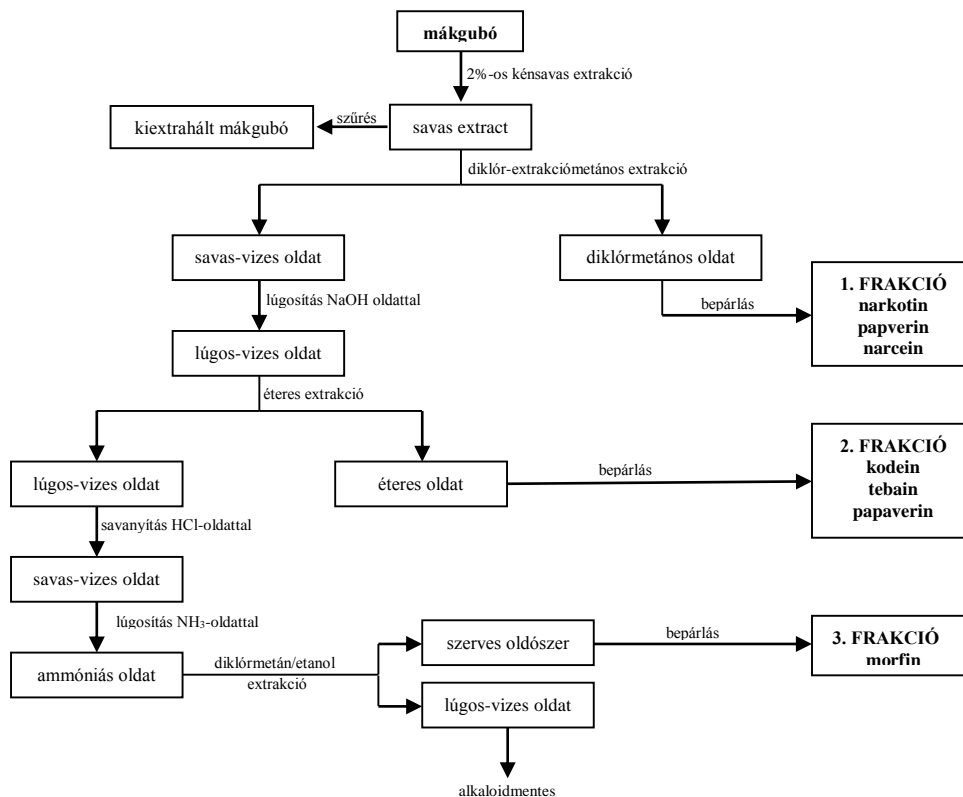 mákgubó
2%-os kénsavas extrakció
kiextrahált mákgubó
szűrés
savas extract
diklór-extrakciómetános extrakció
savas-vizes oldat
diklórmetános oldat
lúgosítás NaOH oldattal
bepárlás
1. FRAKCIÓ
narkotin
papverin
narcein
lúgos-vizes oldat
éteres extrakció
lúgos-vizes oldat
éteres oldat
bepárlás
2. FRAKCIÓ
kodein
tebain
papaverin
savanyítás HCl-oldattal
savas-vizes oldat
lúgosítás NH₃-oldattal
ammóniás oldat
diklórmetán/etanol
extrakció
szerves oldószer
bepárlás
3. FRAKCIÓ
morfin
lúgos-vizes oldat
alkaloidmentes